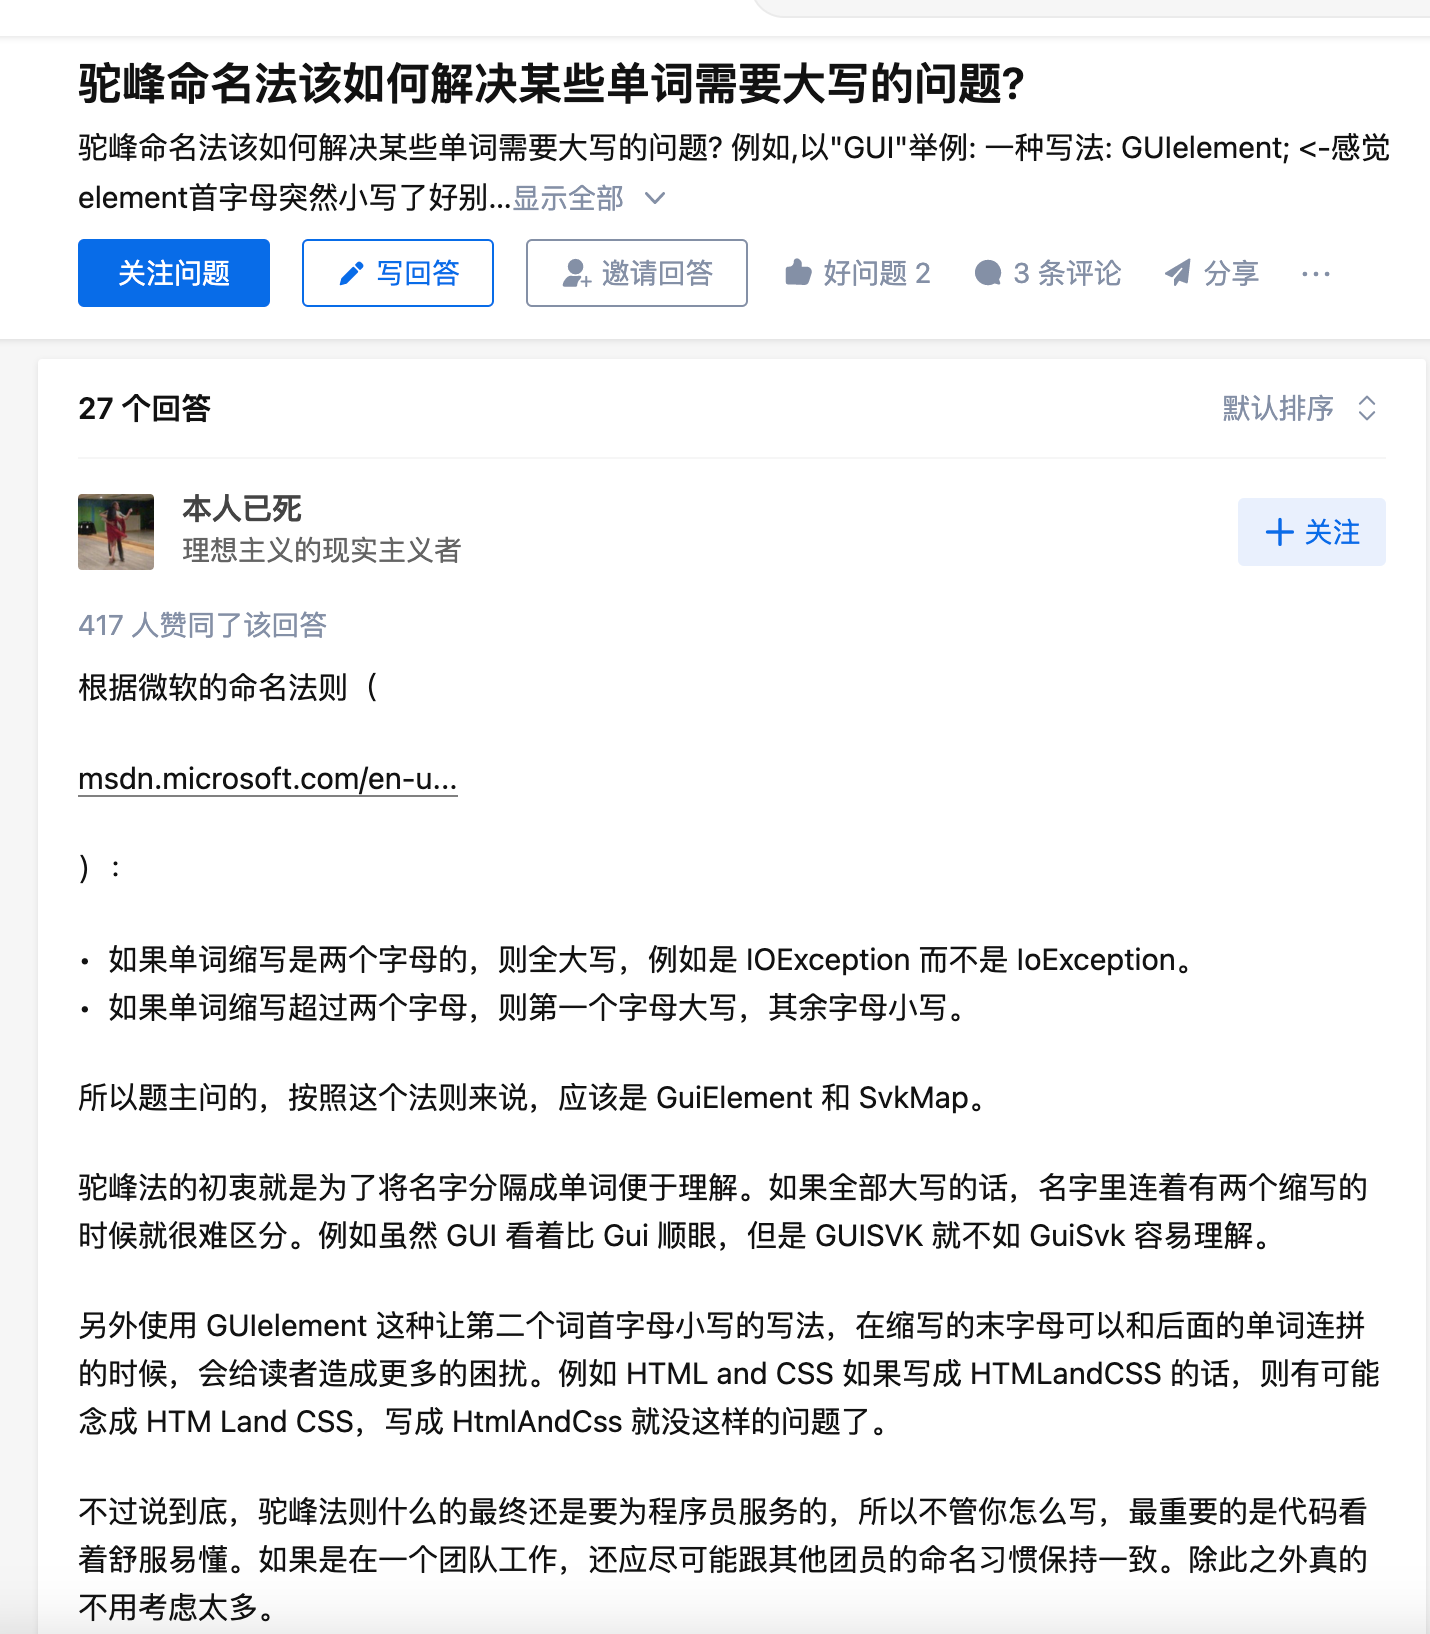 驼峰命名法该如何解决某些单词需要大写的问题?
驼峰命名法该如何解决某些单词需要大写的问题? 例如,以"GUI"举例: 一种写法: GUIelement; <-感觉
element首字母突然小写了好别...显示全部
关注问题 写回答 邀请回答 好问题 2 3 条评论 分享 ...
27 个回答 默认排序
本人已死
理想主义的现实主义者
+ 关注
417 人赞同了该回答
根据微软的命名法则（
msdn.microsoft.com/en-u...
）：
• 如果单词缩写是两个字母的，则全大写，例如是 IOException 而不是 IoException。
• 如果单词缩写超过两个字母，则第一个字母大写，其余字母小写。
所以题主问的，按照这个法则来说，应该是 GuiElement 和 SvkMap。
驼峰法的初衷就是为了将名字分隔成单词便于理解。如果全部大写的话，名字里连着有两个缩写的
时候就很难区分。例如虽然 GUI 看着比 Gui 顺眼，但是 GUISVK 就不如 GuiSvk 容易理解。
另外使用 GUIelement 这种让第二个词首字母小写的写法，在缩写的末字母可以和后面的单词连拼
的时候，会给读者造成更多的困扰。例如 HTML and CSS 如果写成 HTMLandCSS 的话，则有可能
念成 HTM Land CSS，写成 HtmlAndCss 就没这样的问题了。
不过说到底，驼峰法则什么的最终还是要为程序员服务的，所以不管你怎么写，最重要的是代码看
着舒服易懂。如果是在一个团队工作，还应尽可能跟其他团员的命名习惯保持一致。除此之外真的
不用考虑太多。